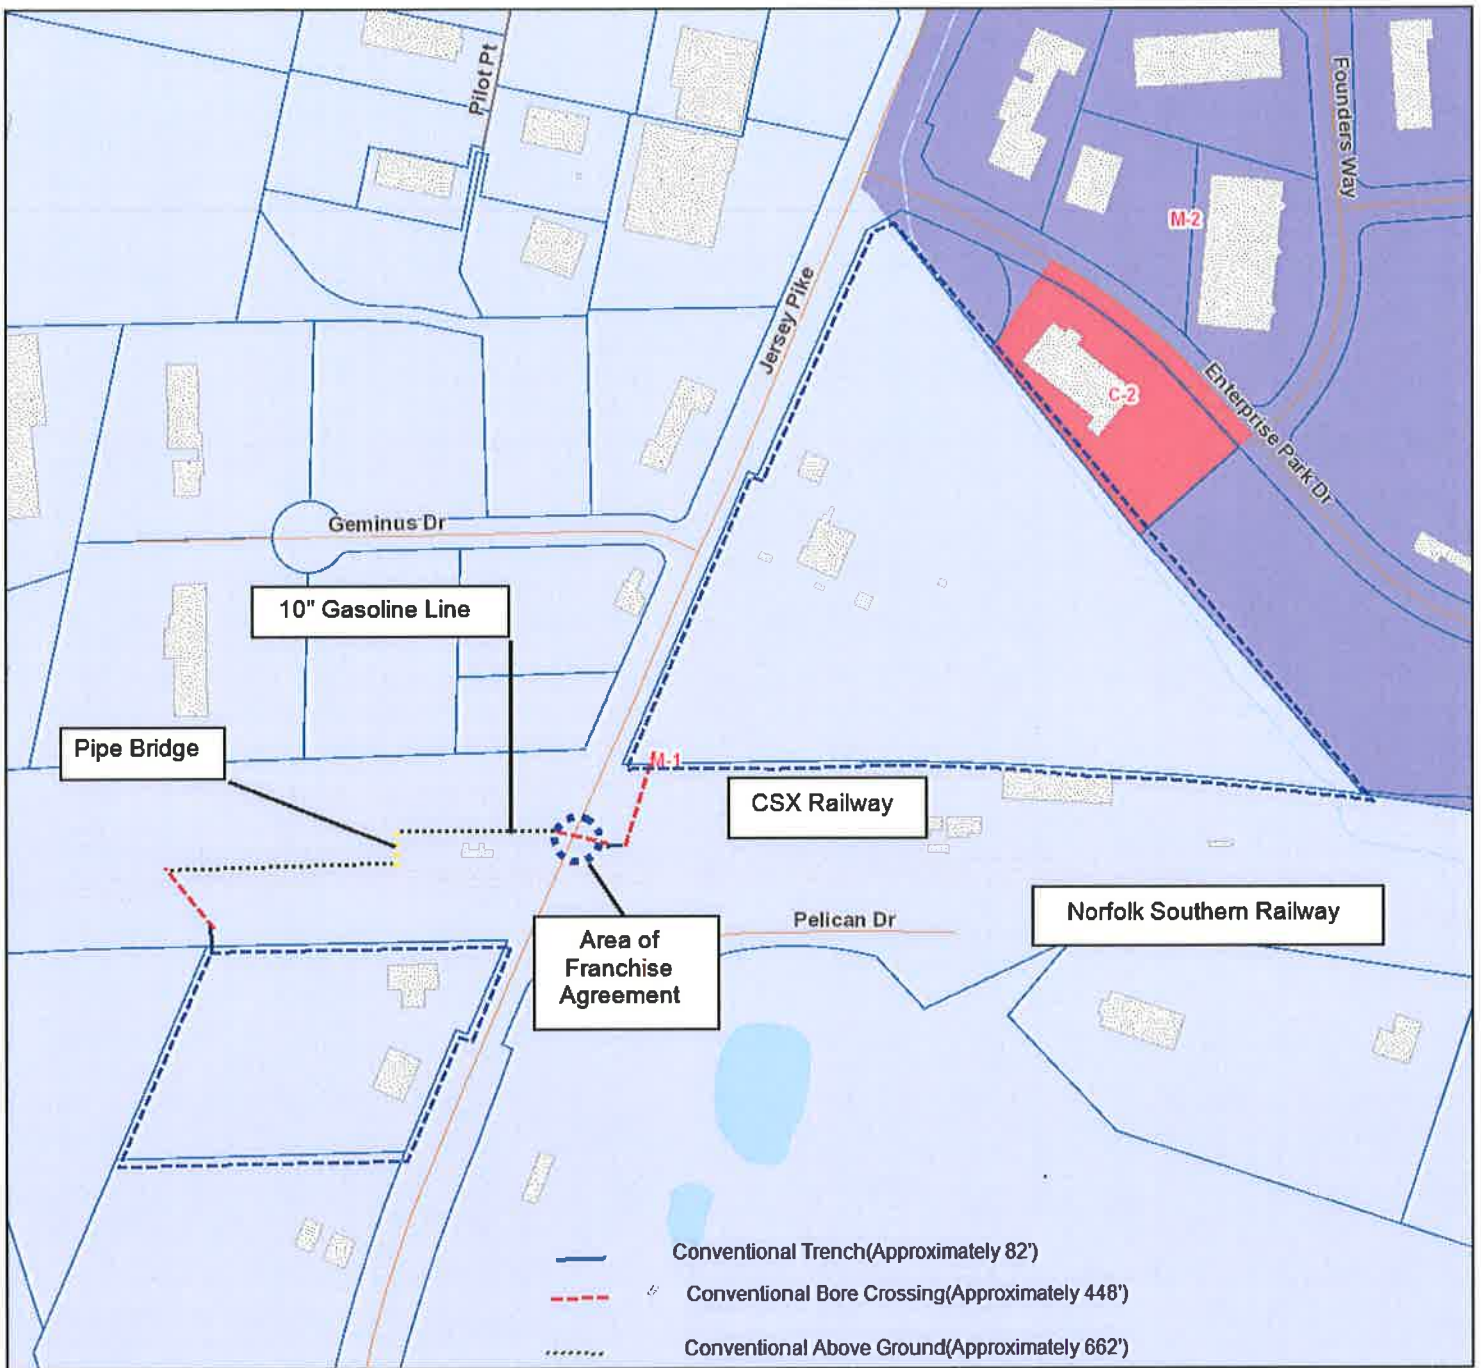 Pilot Pt
Founders Way
M-2
Jersey Pike
C-2
Enterprise Park Dr
Geminus Dr
10" Gasoline Line
Pipe Bridge
M-1
CSX Railway
Norfolk Southern Railway
Pelican Dr
Area of
Franchise
Agreement
Conventional Trench(Approximately 82')
Conventional Bore Crossing(Approximately 448')
Conventional Above Ground(Approximately 662')